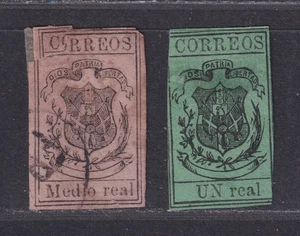 CORREOS
DIOS PATRIA LIBERTAD
Medio real
CORREOS
DIOS PATRIA LIBERTAD
UN real